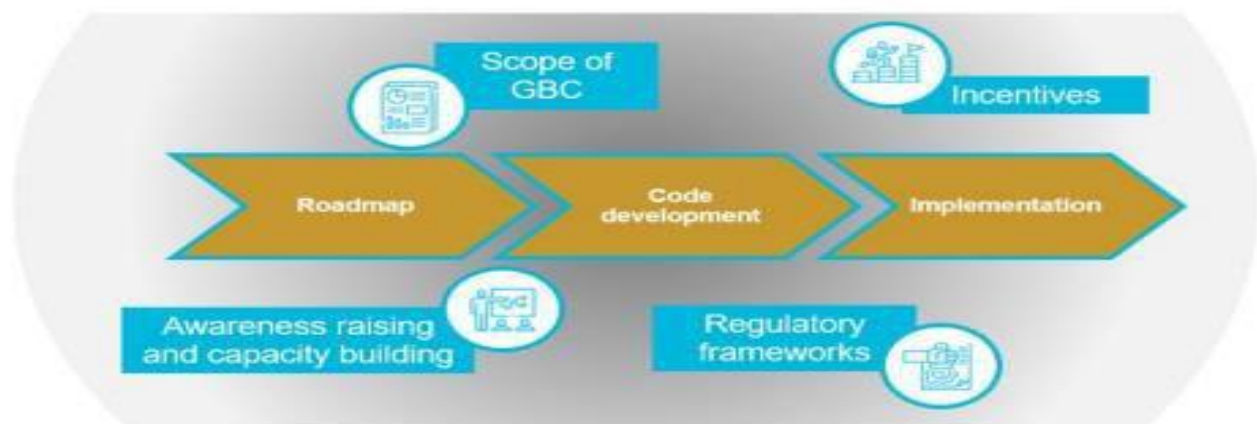 Scope of
GBC
Incentives
Roadmap
Code
development
Implementation
Awareness raising
and capacity building
Regulatory
frameworks